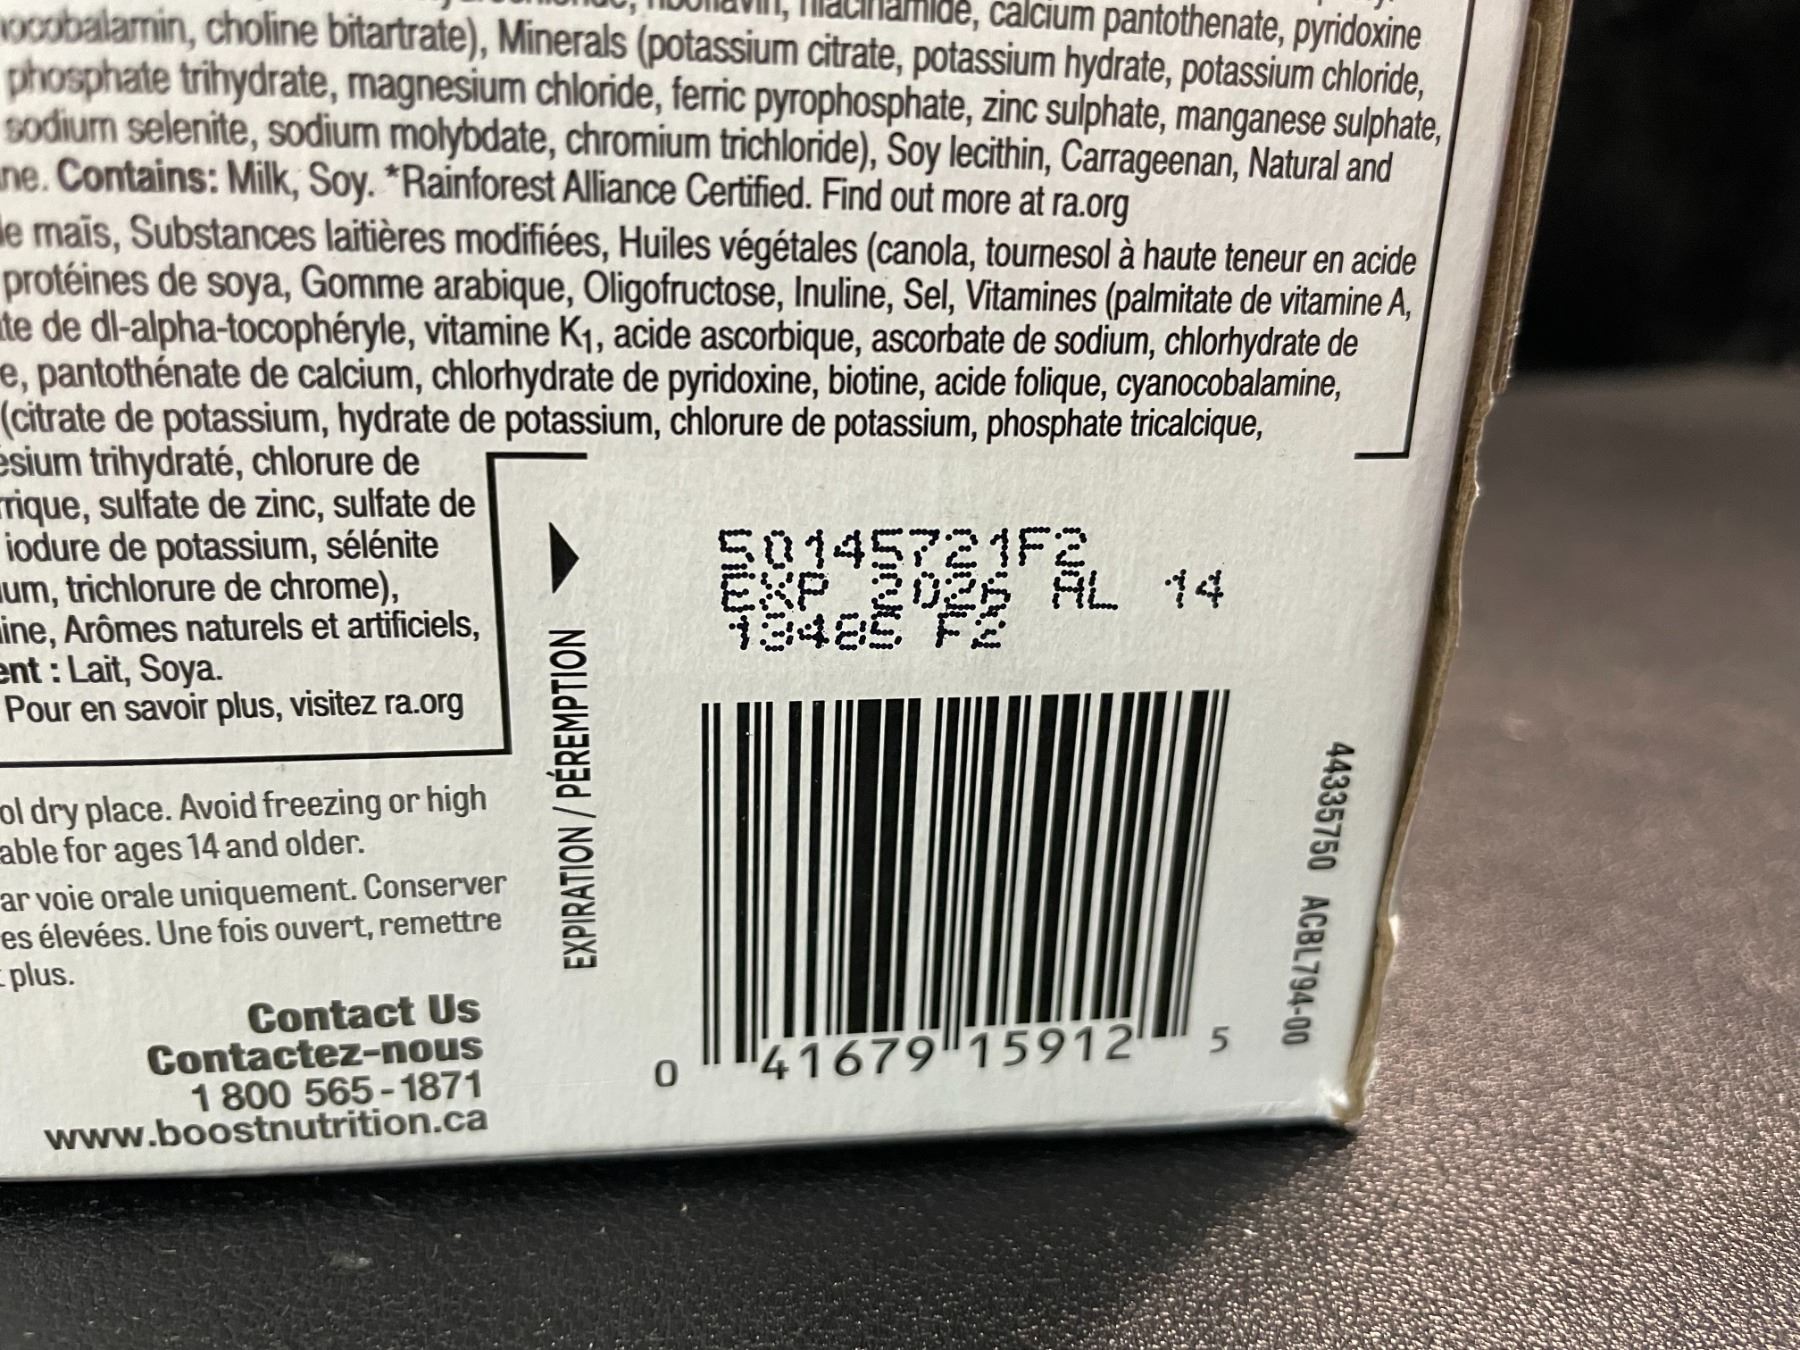 niacinamide, calcium pantothenate, pyridoxine
choline bitartrate), Minerals (potassium citrate, potassium hydrate, potassium chloride,
phosphate trihydrate, magnesium chloride, ferric pyrophosphate, zinc sulphate, manganese sulphate,
sodium selenite, sodium molybdate, chromium trichloride), Soy lecithin, Carrageenan, Natural and
ne. Contains: Milk, Soy. *Rainforest Alliance Certified. Find out more at ra.org
de maïs, Substances laitières modifiées, Huiles végétales (canola, tournesol à haute teneur en acide
protéines de soya, Gomme arabique, Oligofructose, Inuline, Sel, Vitamines (palmitate de vitamine A,
te de dl-alpha-tocophéryle, vitamine K1, acide ascorbique, ascorbate de sodium, chlorhydrate de
e, pantothénate de calcium, chlorhydrate de pyridoxine, biotine, acide folique, cyanocobalamine,
(citrate de potassium, hydrate de potassium, chlorure de potassium, phosphate tricalcique,
ésium trihydraté, chlorure de
rrique, sulfate de zinc, sulfate de
iodure de potassium, sélénite
um, trichlorure de chrome),
ine, Arômes naturels et artificiels,
ent : Lait, Soya.
Pour en savoir plus, visitez ra.org
ol dry place. Avoid freezing or high
able for ages 14 and older.
ar voie orale uniquement. Conserver
es élevées. Une fois ouvert, remettre
plus.
Contact Us
Contactez-nous
1 800 565-1871
www.boostnutrition.ca
EXPIRATION / PÉREMPTION
50145721F2
EXP 2026 AL 14
13485 F2
0 41679 15912 5
44335750 ACBL794-00